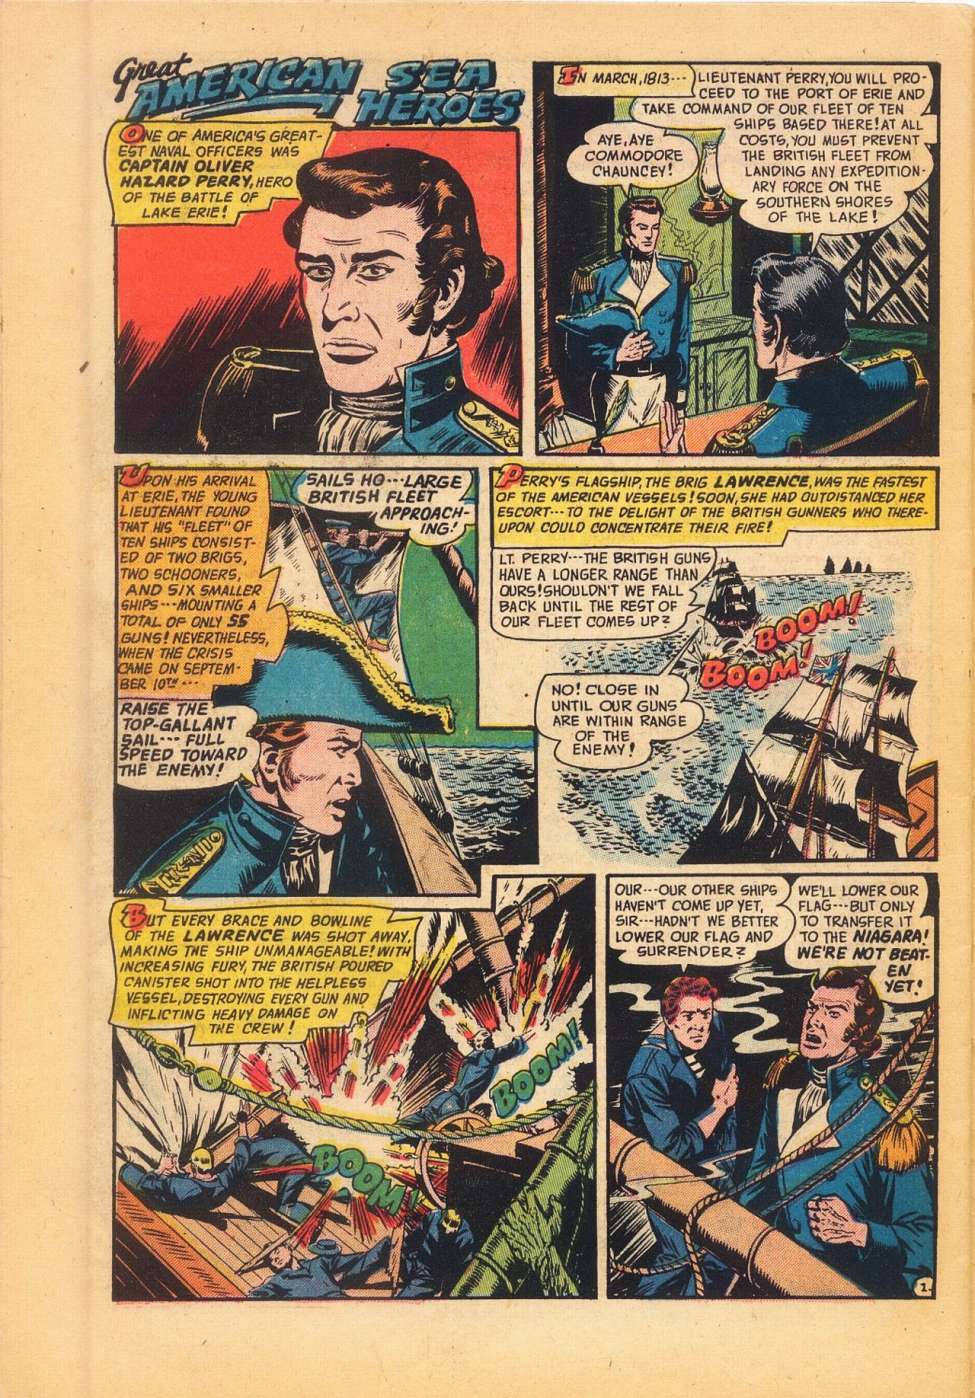 Great
AMERICAN SEA
HEROES
ONE OF AMERICA'S GREAT-
EST NAVAL OFFICERS WAS
CAPTAIN OLIVER
HAZARD PERRY, HERO
OF THE BATTLE OF
LAKE ERIE!
IN MARCH, 1813---
LIEUTENANT PERRY, YOU WILL PRO-
CEED TO THE PORT OF ERIE AND
TAKE COMMAND OF OUR FLEET OF TEN
SHIPS BASED THERE! AT ALL
COSTS, YOU MUST PREVENT
THE BRITISH FLEET FROM
LANDING ANY EXPEDITION-
ARY FORCE ON THE
SOUTHERN SHORES
OF THE LAKE!
AYE, AYE
COMMODORE
CHAUNCEY!
UPON HIS ARRIVAL
AT ERIE, THE YOUNG
LIEUTENANT FOUND
THAT HIS "FLEET" OF
TEN SHIPS CONSIST-
ED OF TWO BRIGS,
TWO SCHOONERS,
AND SIX SMALLER
SHIPS---MOUNTING A
TOTAL OF ONLY 55
GUNS! NEVERTHELESS,
WHEN THE CRISIS
CAME ON SEPTEM-
BER 10TH ---
SAILS HO---LARGE
BRITISH FLEET
APPROACH-
ING!
RAISE THE
TOP-GALLANT
SAIL--- FULL
SPEED TOWARD
THE ENEMY!
PERRY'S FLAGSHIP, THE BRIG LAWRENCE, WAS THE FASTEST
OF THE AMERICAN VESSELS! SOON, SHE HAD OUTDISTANCED HER
ESCORT---TO THE DELIGHT OF THE BRITISH GUNNERS WHO THERE-
UPON COULD CONCENTRATE THEIR FIRE!
LT. PERRY---THE BRITISH GUNS
HAVE A LONGER RANGE THAN
OURS! SHOULDN'T WE FALL
BACK UNTIL THE REST OF
OUR FLEET COMES UP?
BOOM!
BOOM!
NO! CLOSE IN
UNTIL OUR GUNS
ARE WITHIN RANGE
OF THE
ENEMY!
BUT EVERY BRACE AND BOWLINE
OF THE LAWRENCE WAS SHOT AWAY,
MAKING THE SHIP UNMANAGEABLE! WITH
INCREASING FURY, THE BRITISH POURED
CANISTER SHOT INTO THE HELPLESS
VESSEL, DESTROYING EVERY GUN AND
INFLICTING HEAVY DAMAGE ON
THE CREW!
BOOM!
BOOM!
OUR---OUR OTHER SHIPS
HAVEN'T COME UP YET,
SIR---HADN'T WE BETTER
LOWER OUR FLAG AND
SURRENDER?
WE'LL LOWER OUR
FLAG---BUT ONLY
TO TRANSFER IT
TO THE NIAGARA!
WE'RE NOT BEAT-
EN
YET!
1